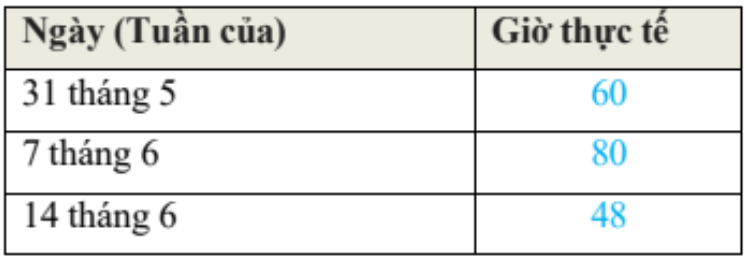 Ngày (Tuần của) Giờ thực tế
31 tháng 5 60
7 tháng 6 80
14 tháng 6 48